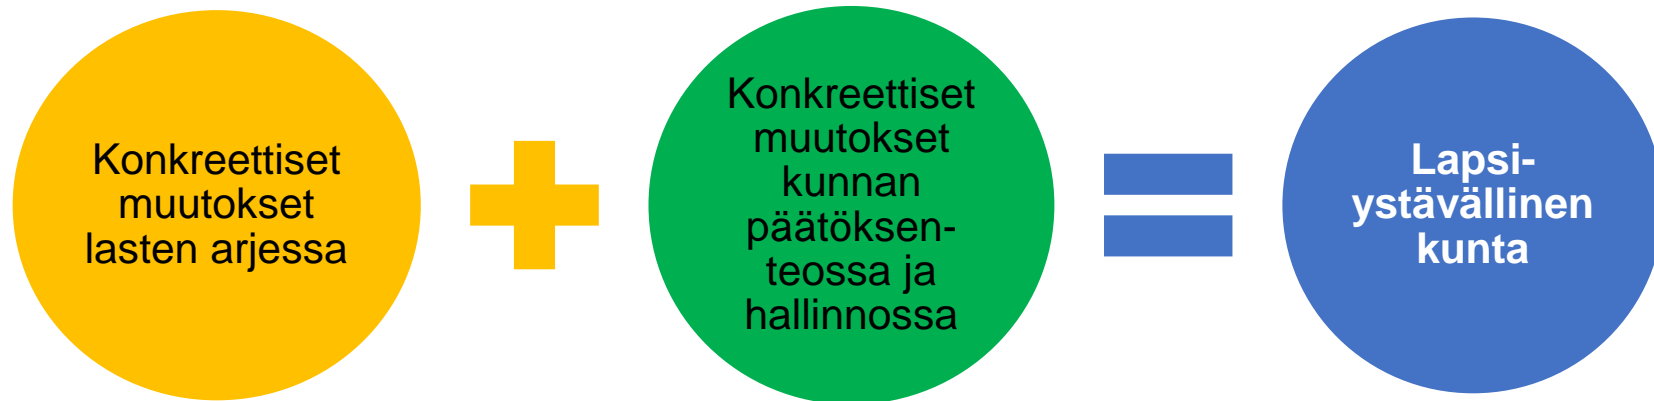 Konkreettiset
muutokset
lasten arjessa
Konkreettiset
muutokset
kunnan
päätöksen-
teossa ja
hallinnossa
Lapsi-
ystävällinen
kunta